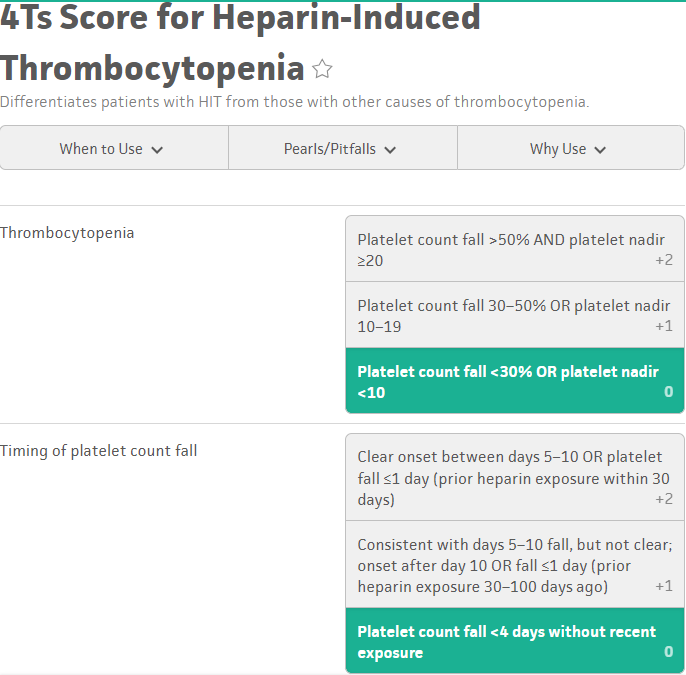 4Ts Score for Heparin-Induced
Thrombocytopenia
Differentiates patients with HIT from those with other causes of thrombocytopenia.
When to Use
Pearls/Pitfalls
Why Use
Thrombocytopenia
Platelet count fall >50% AND platelet nadir
≥20 +2
Platelet count fall 30–50% OR platelet nadir
10–19 +1
Platelet count fall <30% OR platelet nadir
<10 0
Timing of platelet count fall
Clear onset between days 5–10 OR platelet
fall ≤1 day (prior heparin exposure within 30
days) +2
Consistent with days 5–10 fall, but not clear;
onset after day 10 OR fall ≤1 day (prior
heparin exposure 30–100 days ago) +1
Platelet count fall <4 days without recent
exposure 0